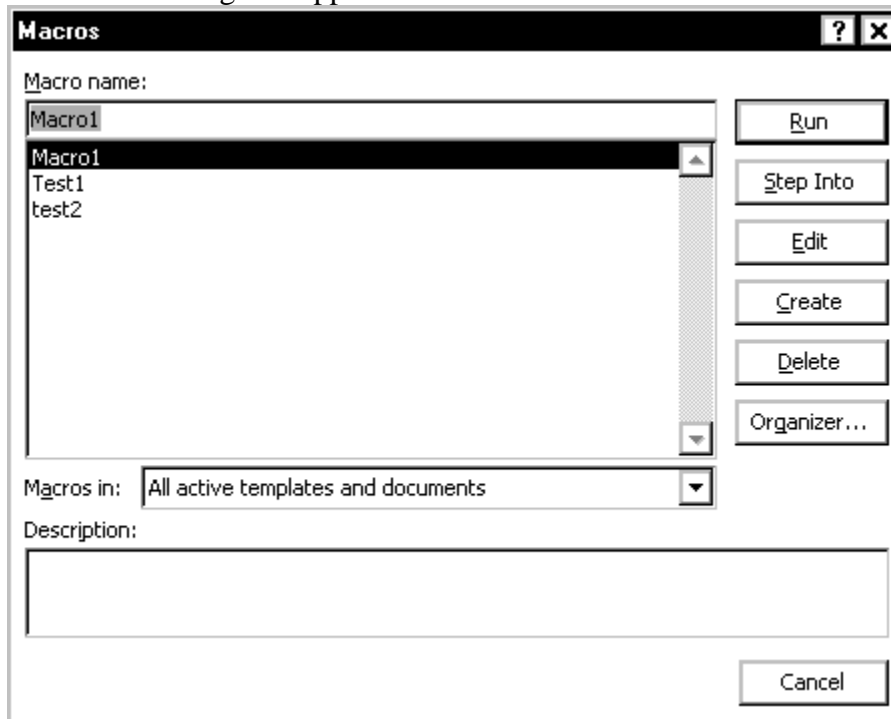 Macros
Macro name:
Macro1
Run
Macro1
Test1
test2
Step Into
Edit
Create
Delete
Organizer...
Macros in: All active templates and documents
Description:
Cancel